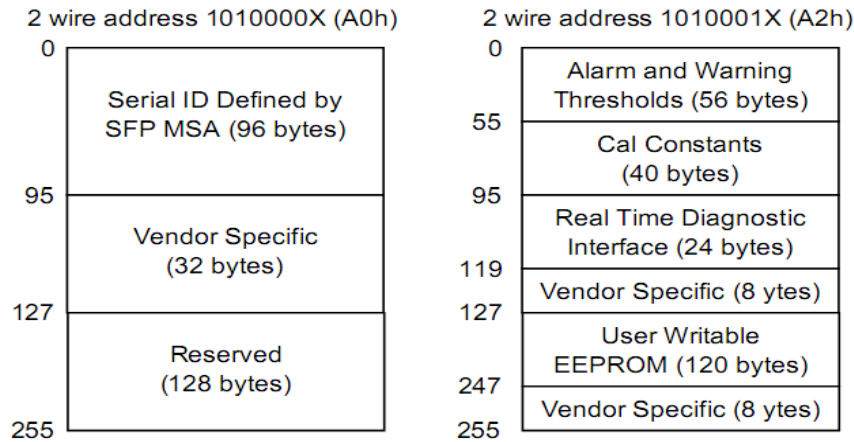 2 wire address 1010000X (A0h)
0
Serial ID Defined by
SFP MSA (96 bytes)
95
Vendor Specific
(32 bytes)
127
Reserved
(128 bytes)
255
2 wire address 1010001X (A2h)
0
Alarm and Warning
Thresholds (56 bytes)
55
Cal Constants
(40 bytes)
95
Real Time Diagnostic
Interface (24 bytes)
119
Vendor Specific (8 ytes)
127
User Writable
EEPROM (120 bytes)
247
Vendor Specific (8 ytes)
255